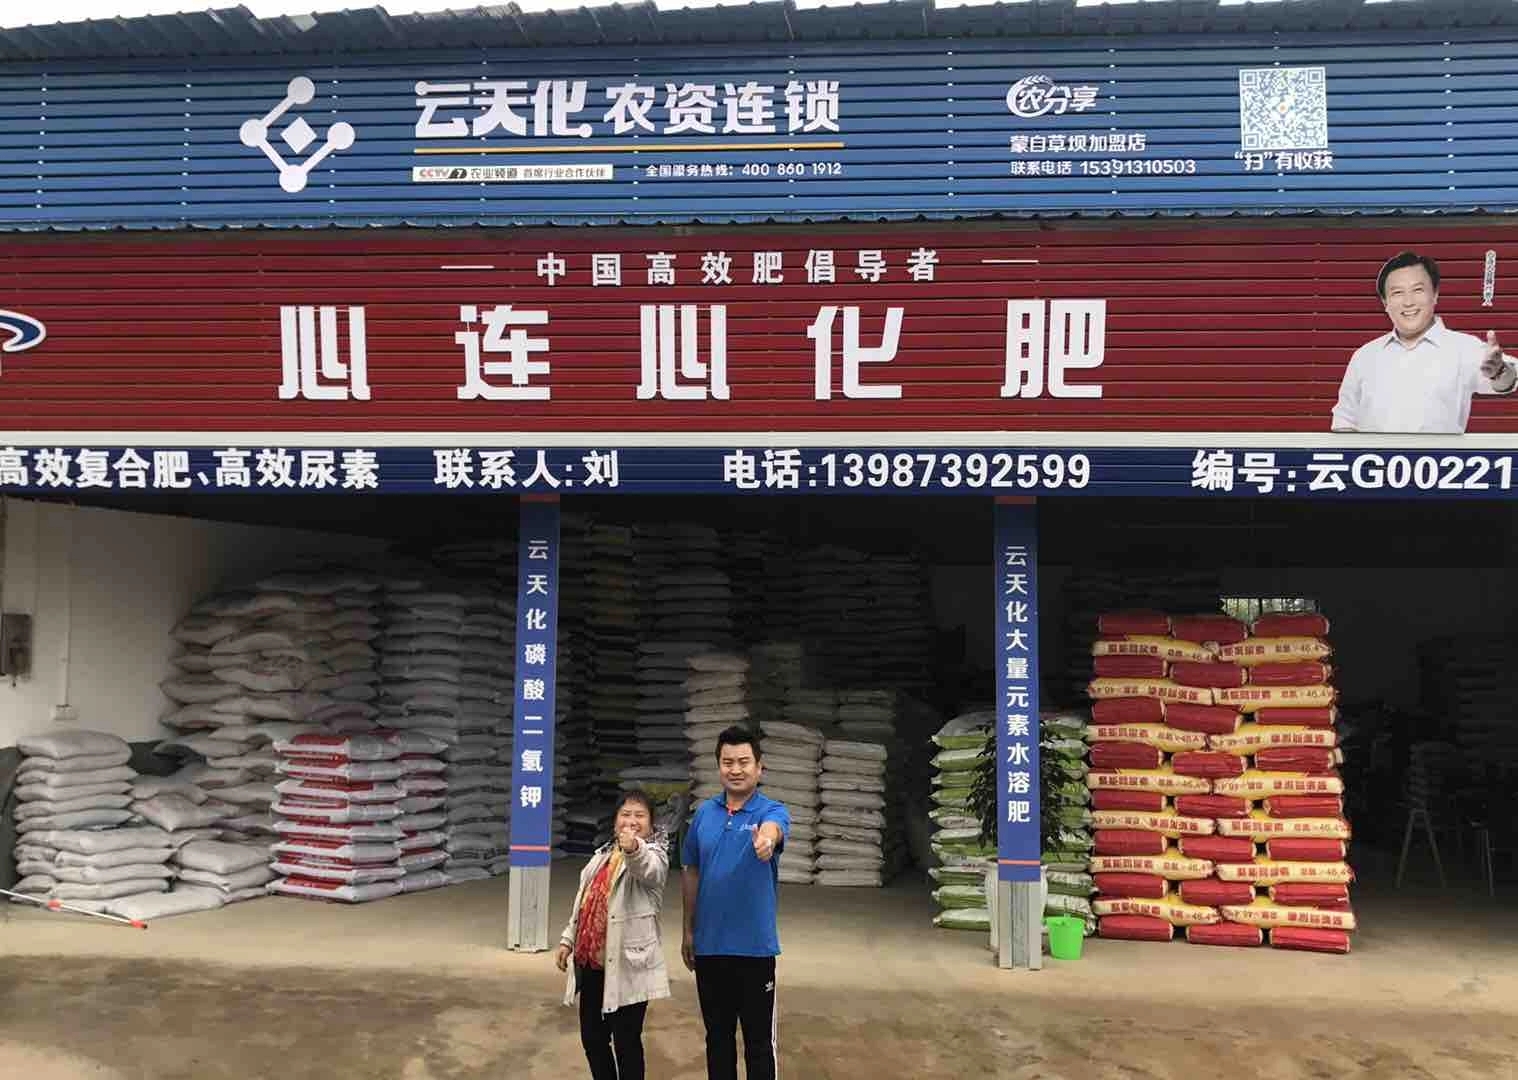 云天化 农资连锁
CCTV 7 农业频道 首席行业合作伙伴
全国服务热线：400 860 1912
农分享
蒙自草坝加盟店
联系电话 15391310503
“扫”有收获
中国高效肥倡导者
心连心化肥
高效复合肥、高效尿素 联系人:刘 电话:13987392599 编号:云G00221
云天化磷酸二氢钾
云天化大量元素水溶肥